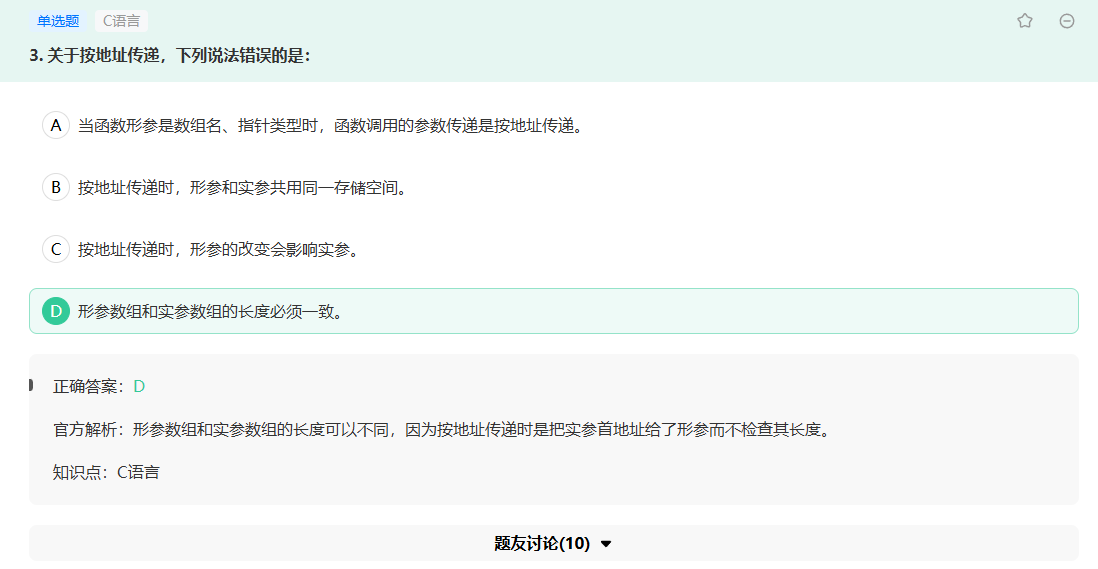 单选题 C语言
3. 关于按地址传递，下列说法错误的是：
A 当函数形参是数组名、指针类型时，函数调用的参数传递是按地址传递。
B 按地址传递时，形参和实参共用同一存储空间。
C 按地址传递时，形参的改变会影响实参。
D 形参数组和实参数组的长度必须一致。
正确答案：D
官方解析：形参数组和实参数组的长度可以不同，因为按地址传递时是把实参首地址给了形参而不检查其长度。
知识点：C语言
题友讨论(10)